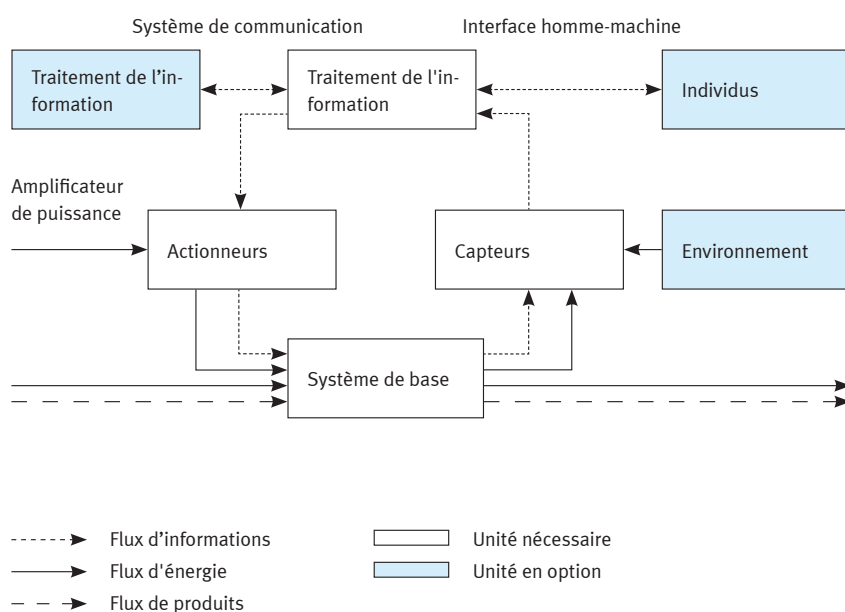 Système de communication
Interface homme-machine
Traitement de l’in-
formation
Traitement de l'in-
formation
Individus
Amplificateur
de puissance
Actionneurs
Capteurs
Environnement
Système de base
Flux d’informations
Unité nécessaire
Flux d'énergie
Unité en option
Flux de produits